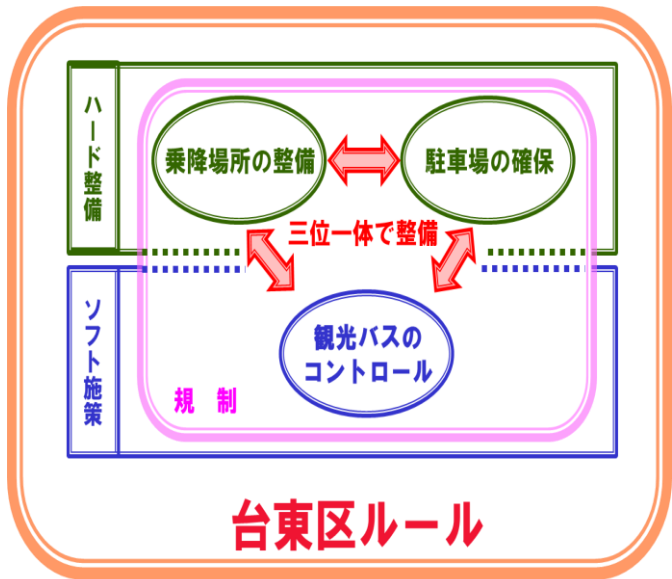 ハード整備
乗降場所の整備
駐車場の確保
三位一体で整備
ソフト施策
観光バスの
コントロール
規 制
台東区ルール